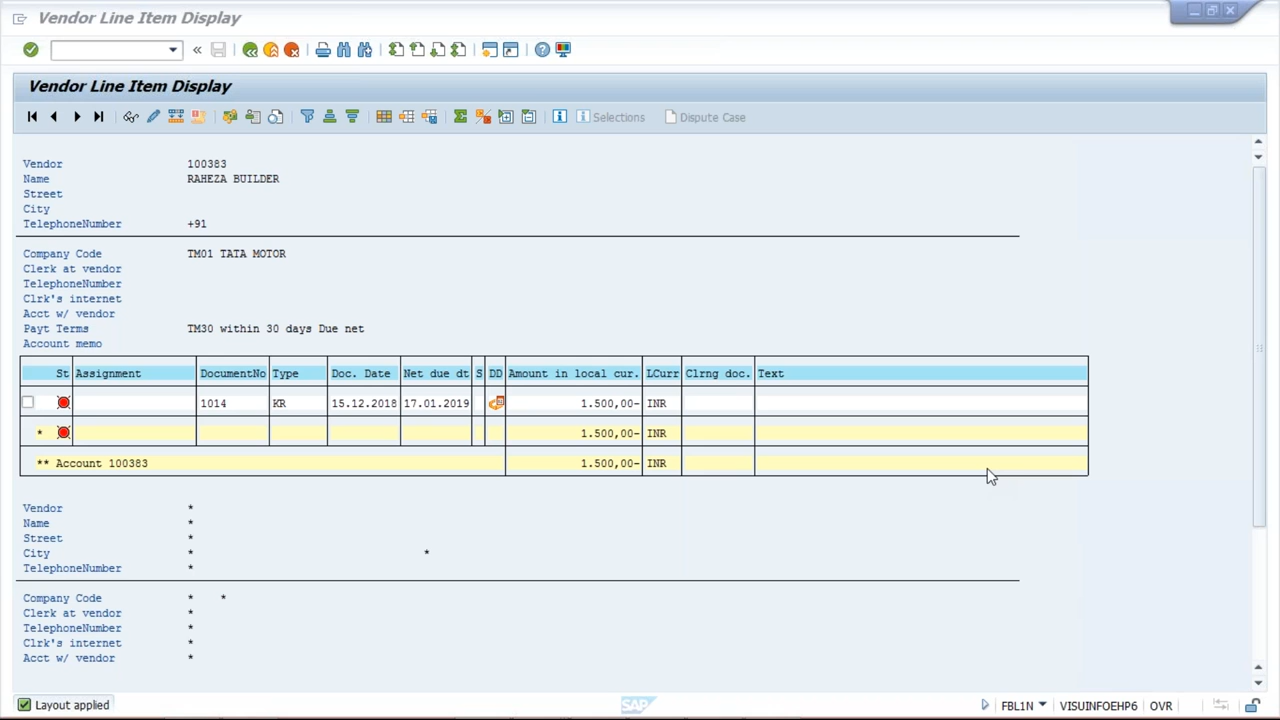 Vendor Line Item Display
Vendor Line Item Display
Selections Dispute Case
Vendor 100383
Name RAHEZA BUILDER
Street
City
TelephoneNumber +91
Company Code TM01 TATA MOTOR
Clerk at vendor
TelephoneNumber
Clrk's internet
Acct w/ vendor
Payt Terms TM30 within 30 days Due net
Account memo
St Assignment DocumentNo Type Doc. Date Net due dt S DD Amount in local cur. LCurr Clrng doc. Text
1014 KR 15.12.2018 17.01.2019 1.500,00- INR
* 1.500,00- INR
** Account 100383 1.500,00- INR
Vendor *
Name *
Street *
City * *
TelephoneNumber *
Company Code * *
Clerk at vendor *
TelephoneNumber *
Clrk's internet *
Acct w/ vendor *
Layout applied SAP FBL1N VISUINFOEHP6 OVR